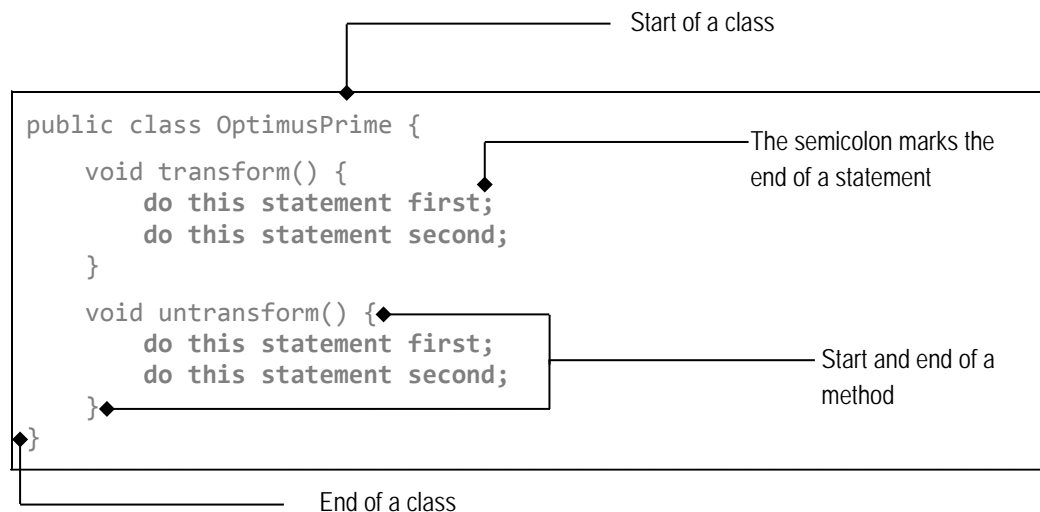 Start of a class
public class OptimusPrime {
The semicolon marks the
end of a statement
void transform() {
do this statement first;
do this statement second;
}
void untransform() {
do this statement first;
do this statement second;
}
Start and end of a
method
}
End of a class